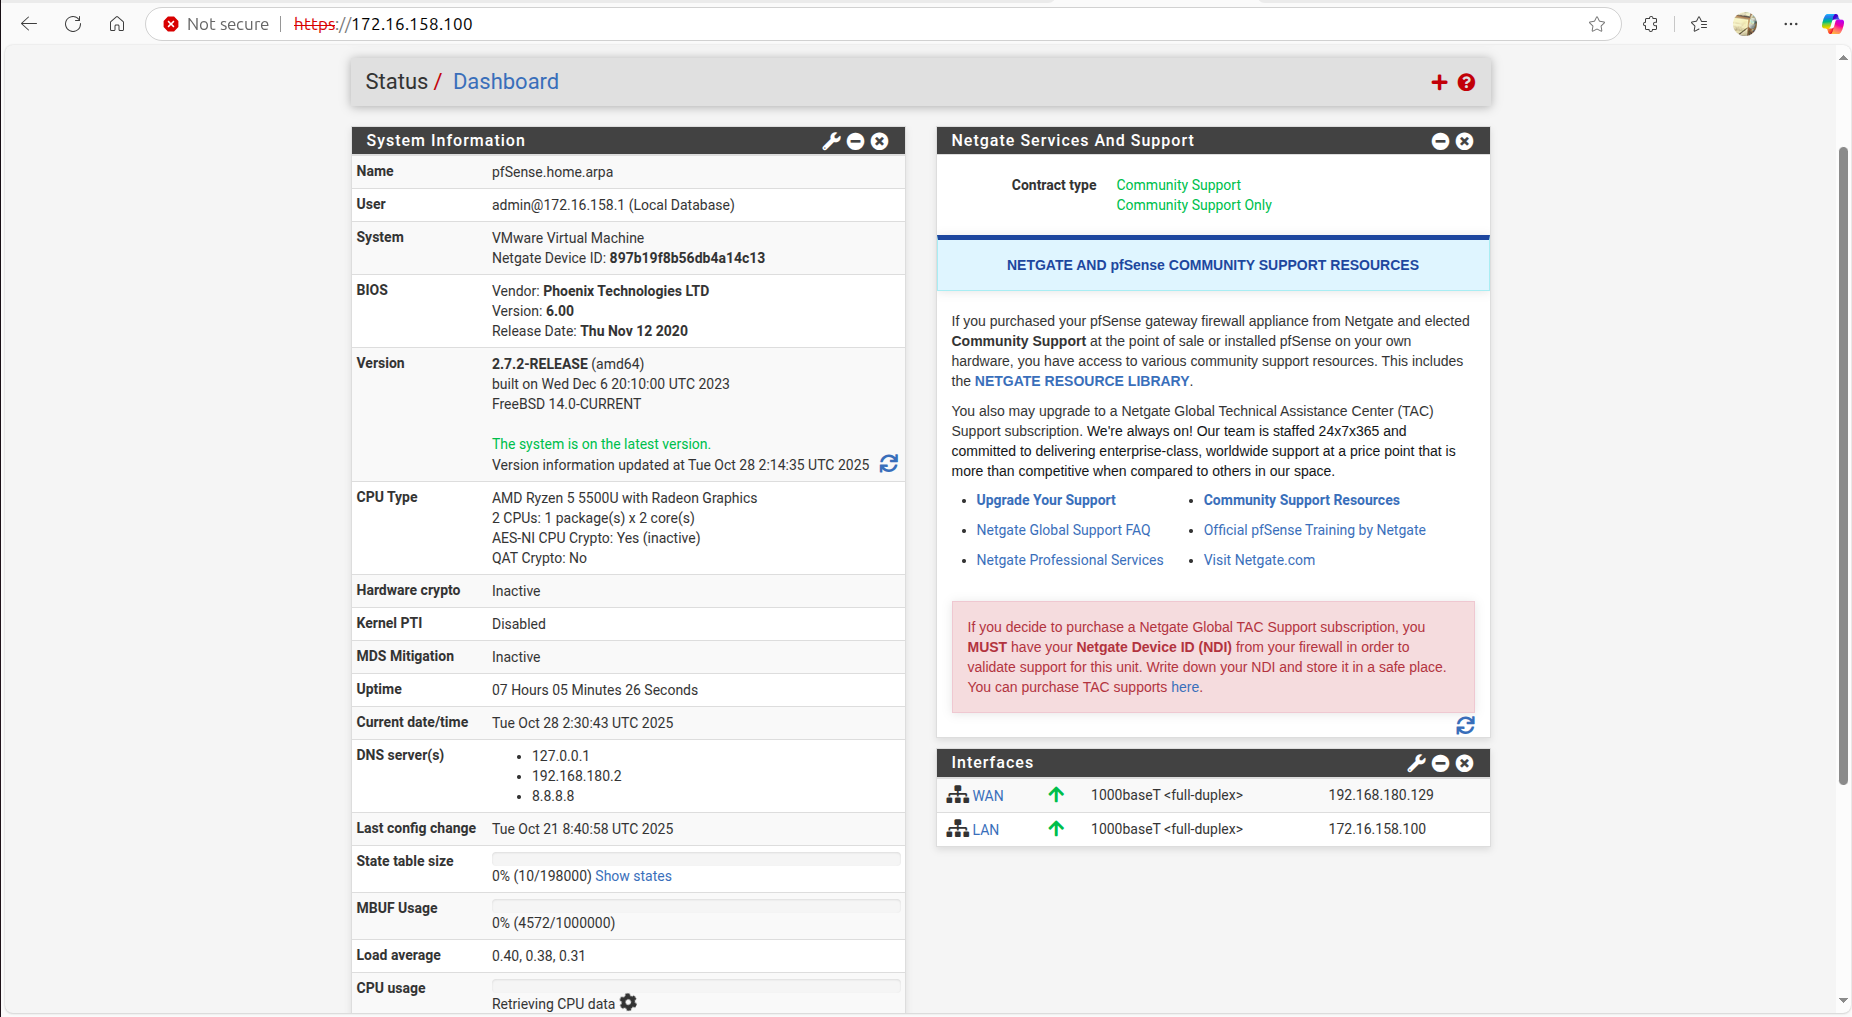 Not secure https://172.16.158.100
Status / Dashboard
System Information
Name pfSense.home.arpa
User admin@172.16.158.1 (Local Database)
System VMware Virtual Machine
Netgate Device ID: 897b19f8b56db4a14c13
BIOS Vendor: Phoenix Technologies LTD
Version: 6.00
Release Date: Thu Nov 12 2020
Version 2.7.2-RELEASE (amd64)
built on Wed Dec 6 20:10:00 UTC 2023
FreeBSD 14.0-CURRENT
The system is on the latest version.
Version information updated at Tue Oct 28 2:14:35 UTC 2025
CPU Type AMD Ryzen 5 5500U with Radeon Graphics
2 CPUs: 1 package(s) x 2 core(s)
AES-NI CPU Crypto: Yes (inactive)
QAT Crypto: No
Hardware crypto Inactive
Kernel PTI Disabled
MDS Mitigation Inactive
Uptime 07 Hours 05 Minutes 26 Seconds
Current date/time Tue Oct 28 2:30:43 UTC 2025
DNS server(s) • 127.0.0.1
• 192.168.180.2
• 8.8.8.8
Last config change Tue Oct 21 8:40:58 UTC 2025
State table size
0% (10/198000) Show states
MBUF Usage
0% (4572/1000000)
Load average 0.40, 0.38, 0.31
CPU usage
Retrieving CPU data
Netgate Services And Support
Contract type Community Support
Community Support Only
NETGATE AND pfSense COMMUNITY SUPPORT RESOURCES
If you purchased your pfSense gateway firewall appliance from Netgate and elected
Community Support at the point of sale or installed pfSense on your own
hardware, you have access to various community support resources. This includes
the NETGATE RESOURCE LIBRARY.
You also may upgrade to a Netgate Global Technical Assistance Center (TAC)
Support subscription. We're always on! Our team is staffed 24x7x365 and
committed to delivering enterprise-class, worldwide support at a price point that is
more than competitive when compared to others in our space.
• Upgrade Your Support • Community Support Resources
• Netgate Global Support FAQ • Official pfSense Training by Netgate
• Netgate Professional Services • Visit Netgate.com
If you decide to purchase a Netgate Global TAC Support subscription, you
MUST have your Netgate Device ID (NDI) from your firewall in order to
validate support for this unit. Write down your NDI and store it in a safe place.
You can purchase TAC supports here.
Interfaces
WAN 1000baseT <full-duplex> 192.168.180.129
LAN 1000baseT <full-duplex> 172.16.158.100